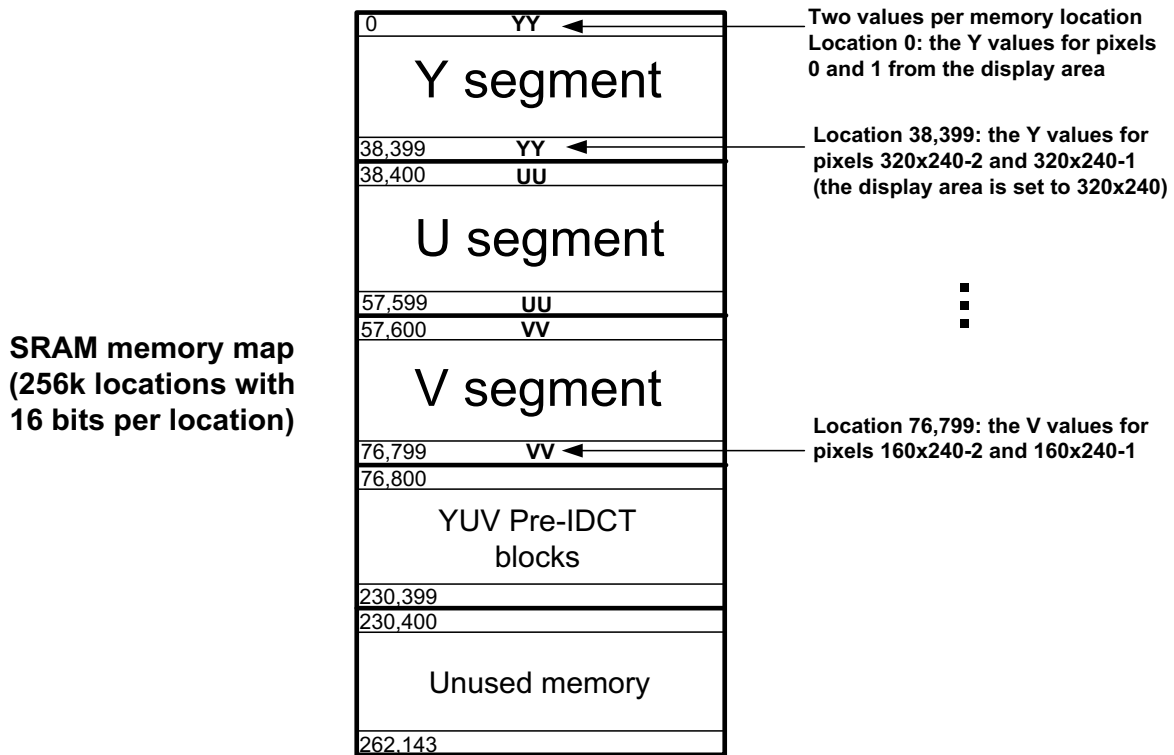 0 YY
Two values per memory location
Location 0: the Y values for pixels
0 and 1 from the display area
Y segment
38,399 YY
Location 38,399: the Y values for
pixels 320x240-2 and 320x240-1
(the display area is set to 320x240)
38,400 UU
U segment
57,599 UU
57,600 VV
SRAM memory map
(256k locations with
16 bits per location)
V segment
76,799 VV
Location 76,799: the V values for
pixels 160x240-2 and 160x240-1
76,800
YUV Pre-IDCT
blocks
230,399
230,400
Unused memory
262,143